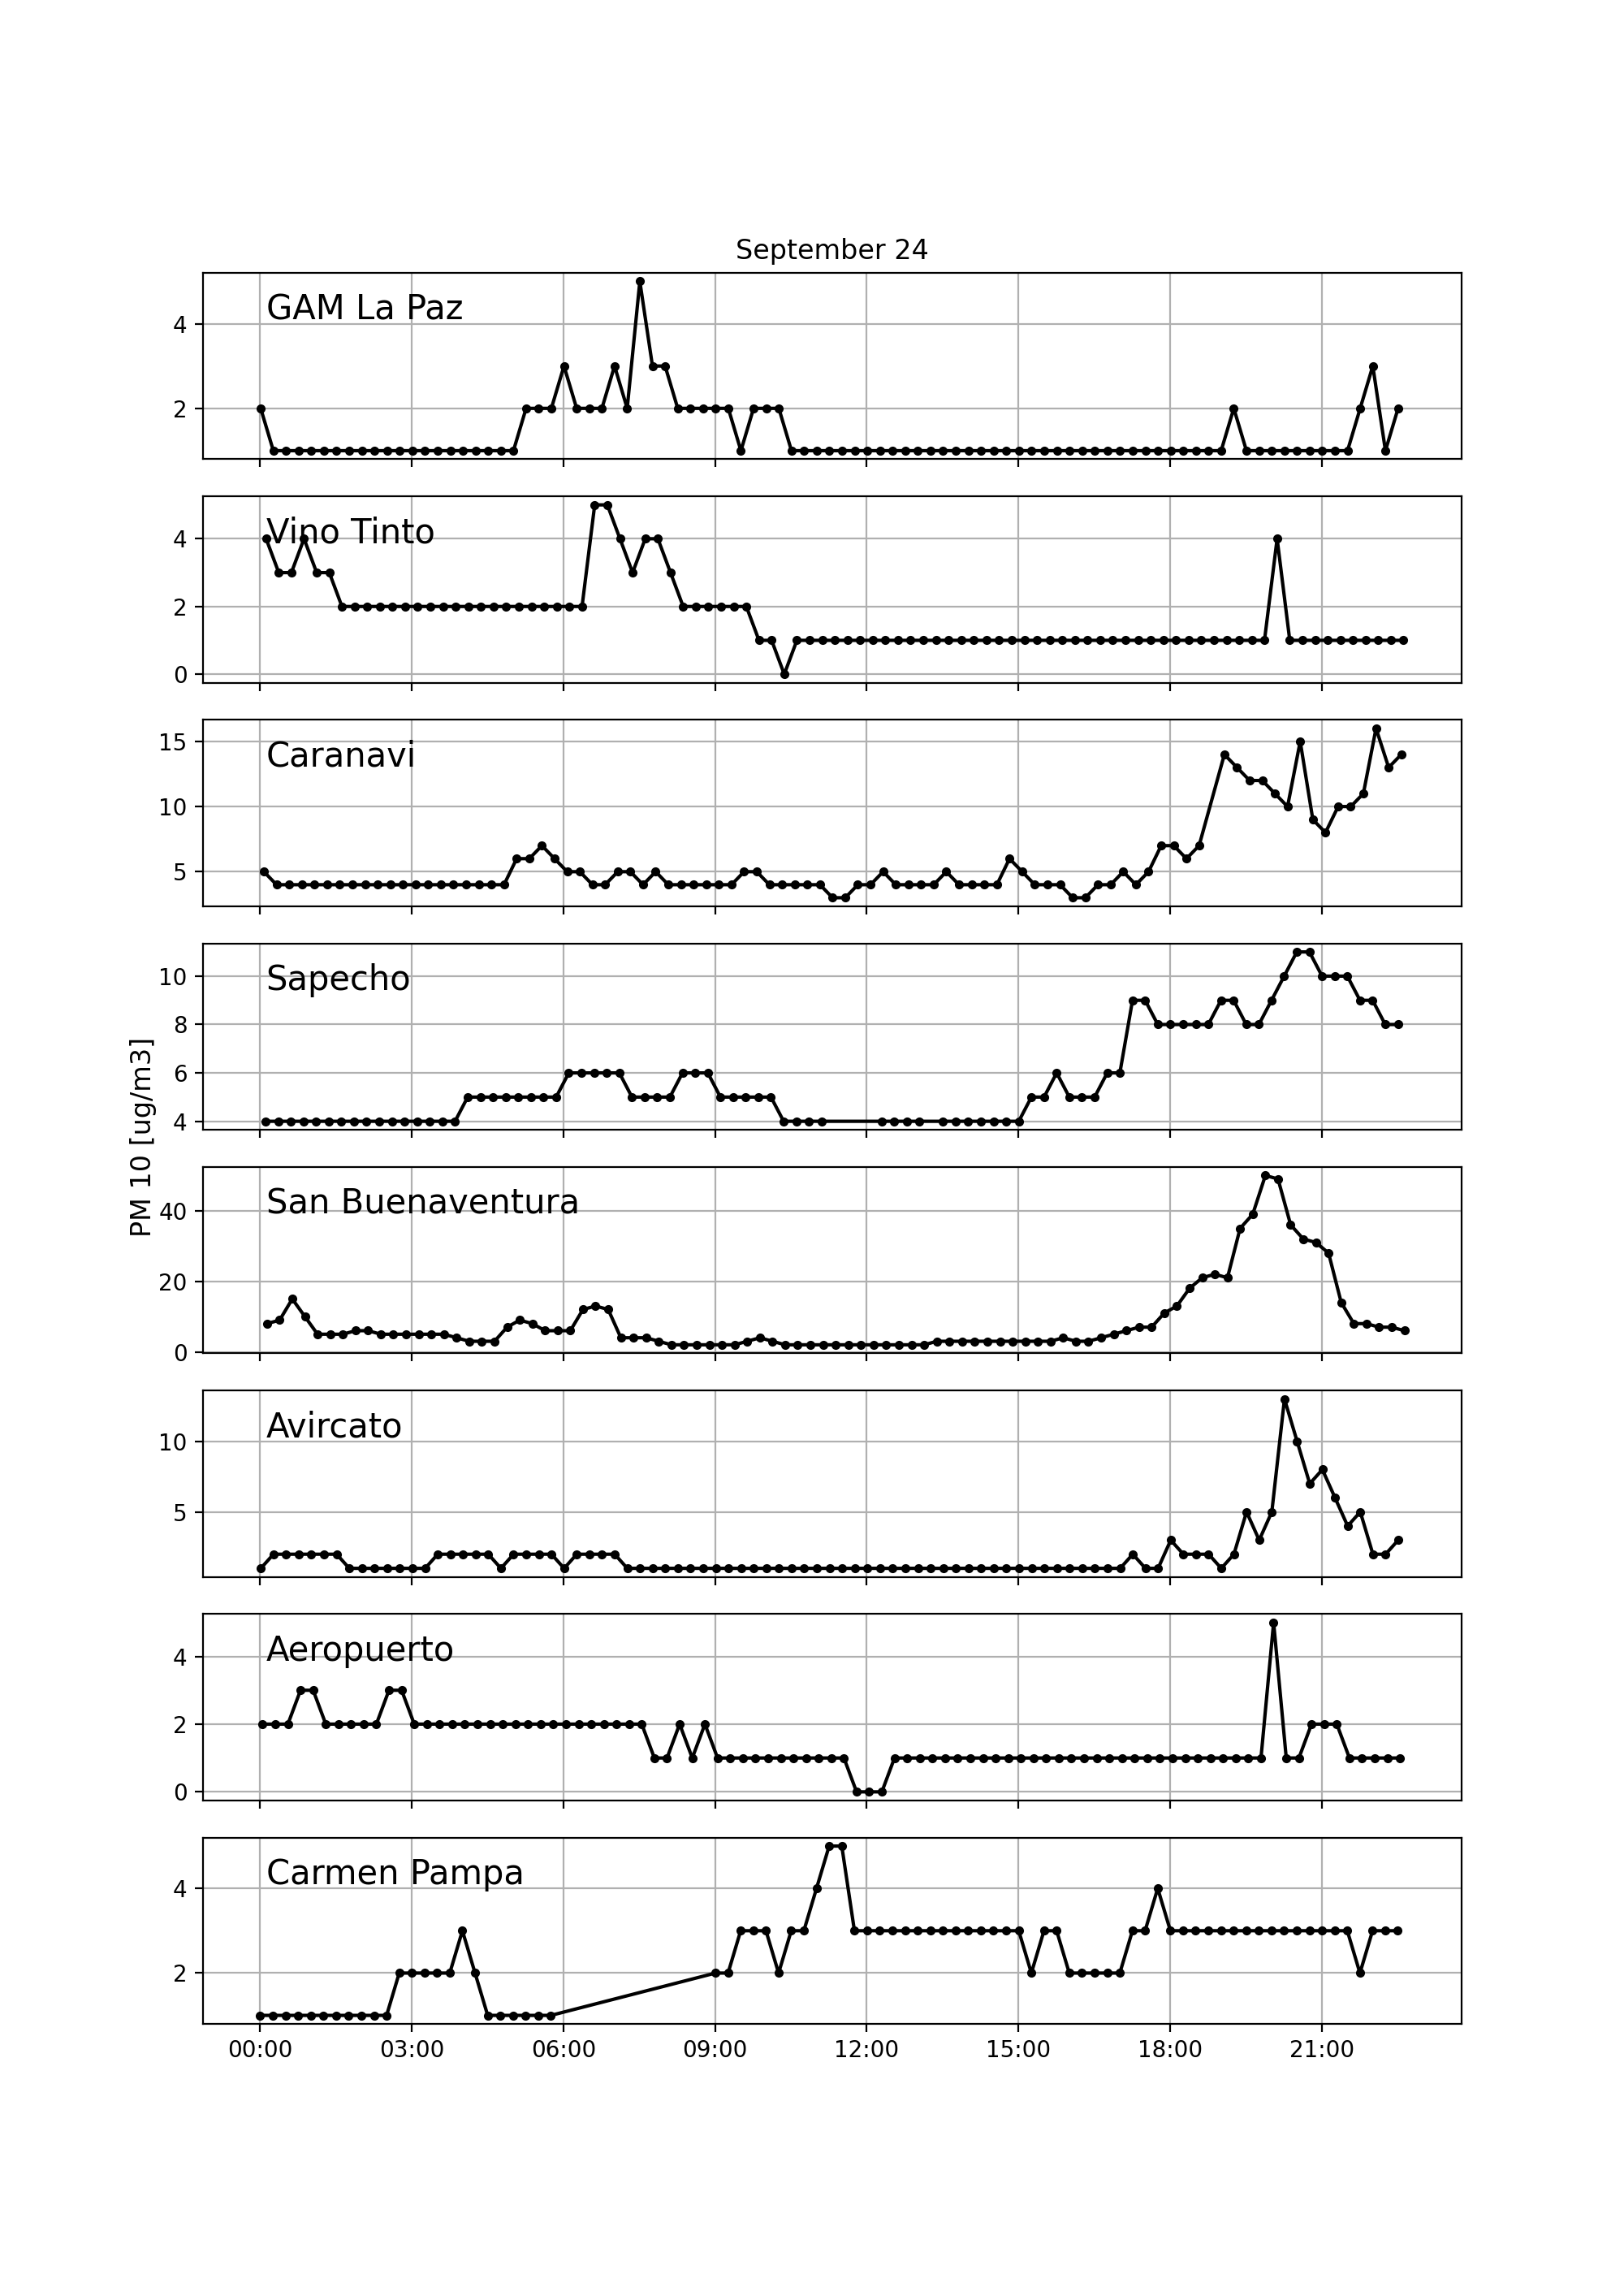 September 24
GAM La Paz
4
2
Vino Tinto
4
2
0
Caranavi
15
10
5
Sapecho
10
8
6
4
PM 10 [ug/m3]
San Buenaventura
40
20
0
Avircato
10
5
Aeropuerto
4
2
0
Carmen Pampa
4
2
00:00 03:00 06:00 09:00 12:00 15:00 18:00 21:00